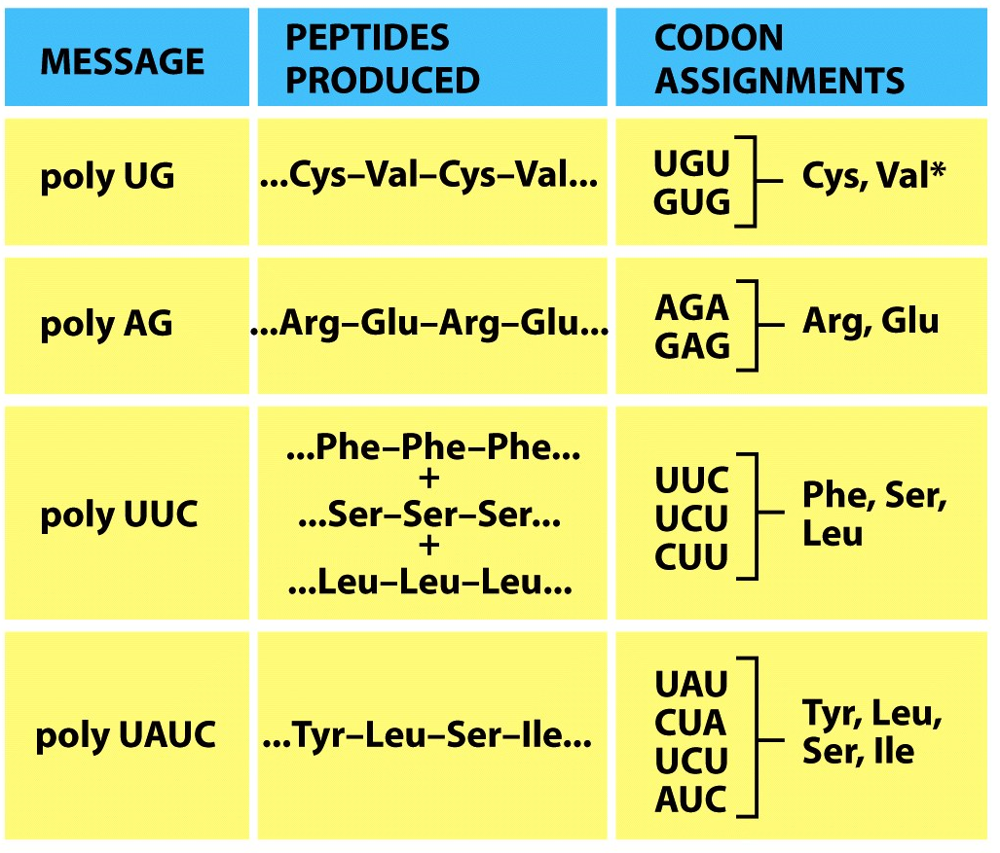 MESSAGE
PEPTIDES
PRODUCED
CODON
ASSIGNMENTS
poly UG
...Cys–Val–Cys–Val...
UGU
GUG
Cys, Val*
poly AG
...Arg–Glu–Arg–Glu...
AGA
GAG
Arg, Glu
poly UUC
...Phe–Phe–Phe...
+
...Ser–Ser–Ser...
+
...Leu–Leu–Leu...
UUC
UCU
CUU
Phe, Ser,
Leu
poly UAUC
...Tyr–Leu–Ser–Ile...
UAU
CUA
UCU
AUC
Tyr, Leu,
Ser, Ile